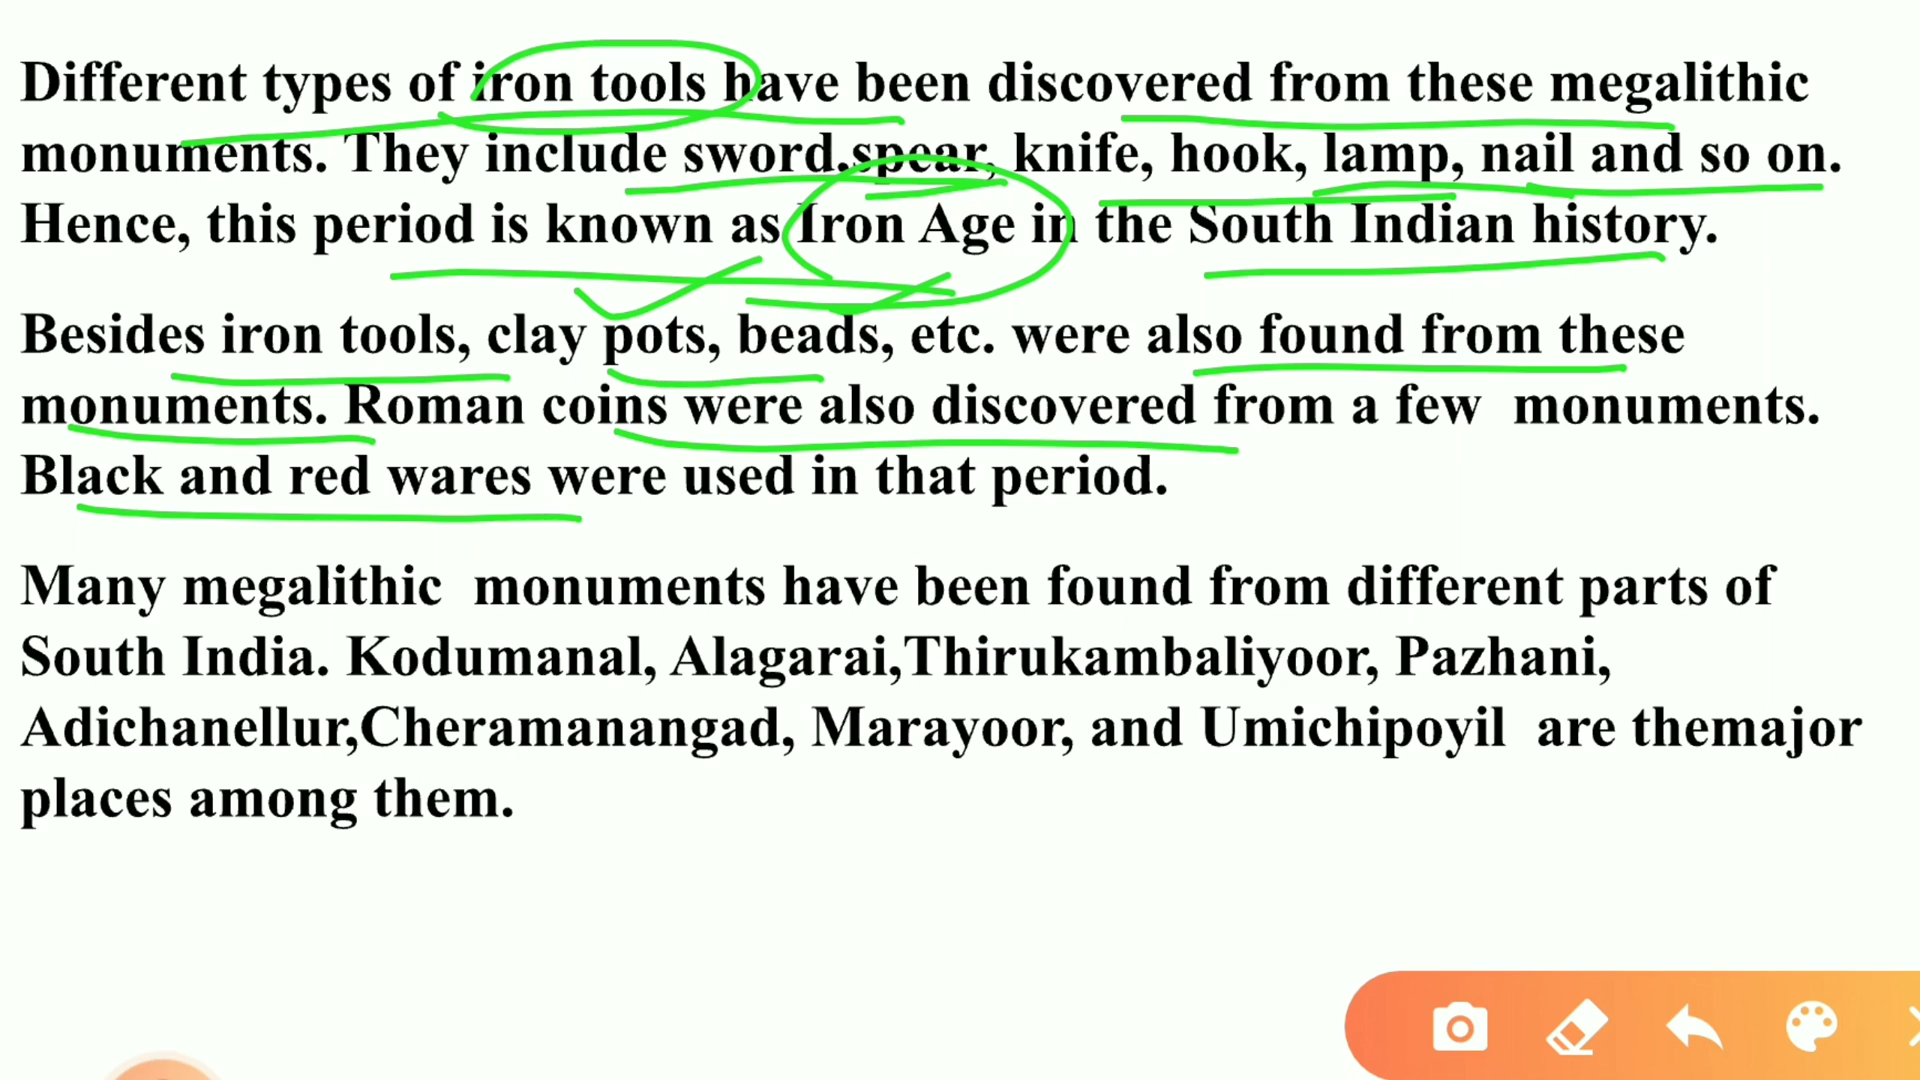 Different types of iron tools have been discovered from these megalithic
monuments. They include sword.spear, knife, hook, lamp, nail and so on.
Hence, this period is known as Iron Age in the South Indian history.
Besides iron tools, clay pots, beads, etc. were also found from these
monuments. Roman coins were also discovered from a few monuments.
Black and red wares were used in that period.
Many megalithic monuments have been found from different parts of
South India. Kodumanal, Alagarai,Thirukambaliyoor, Pazhani,
Adichanellur,Cheramanangad, Marayoor, and Umichipoyil are themajor
places among them.